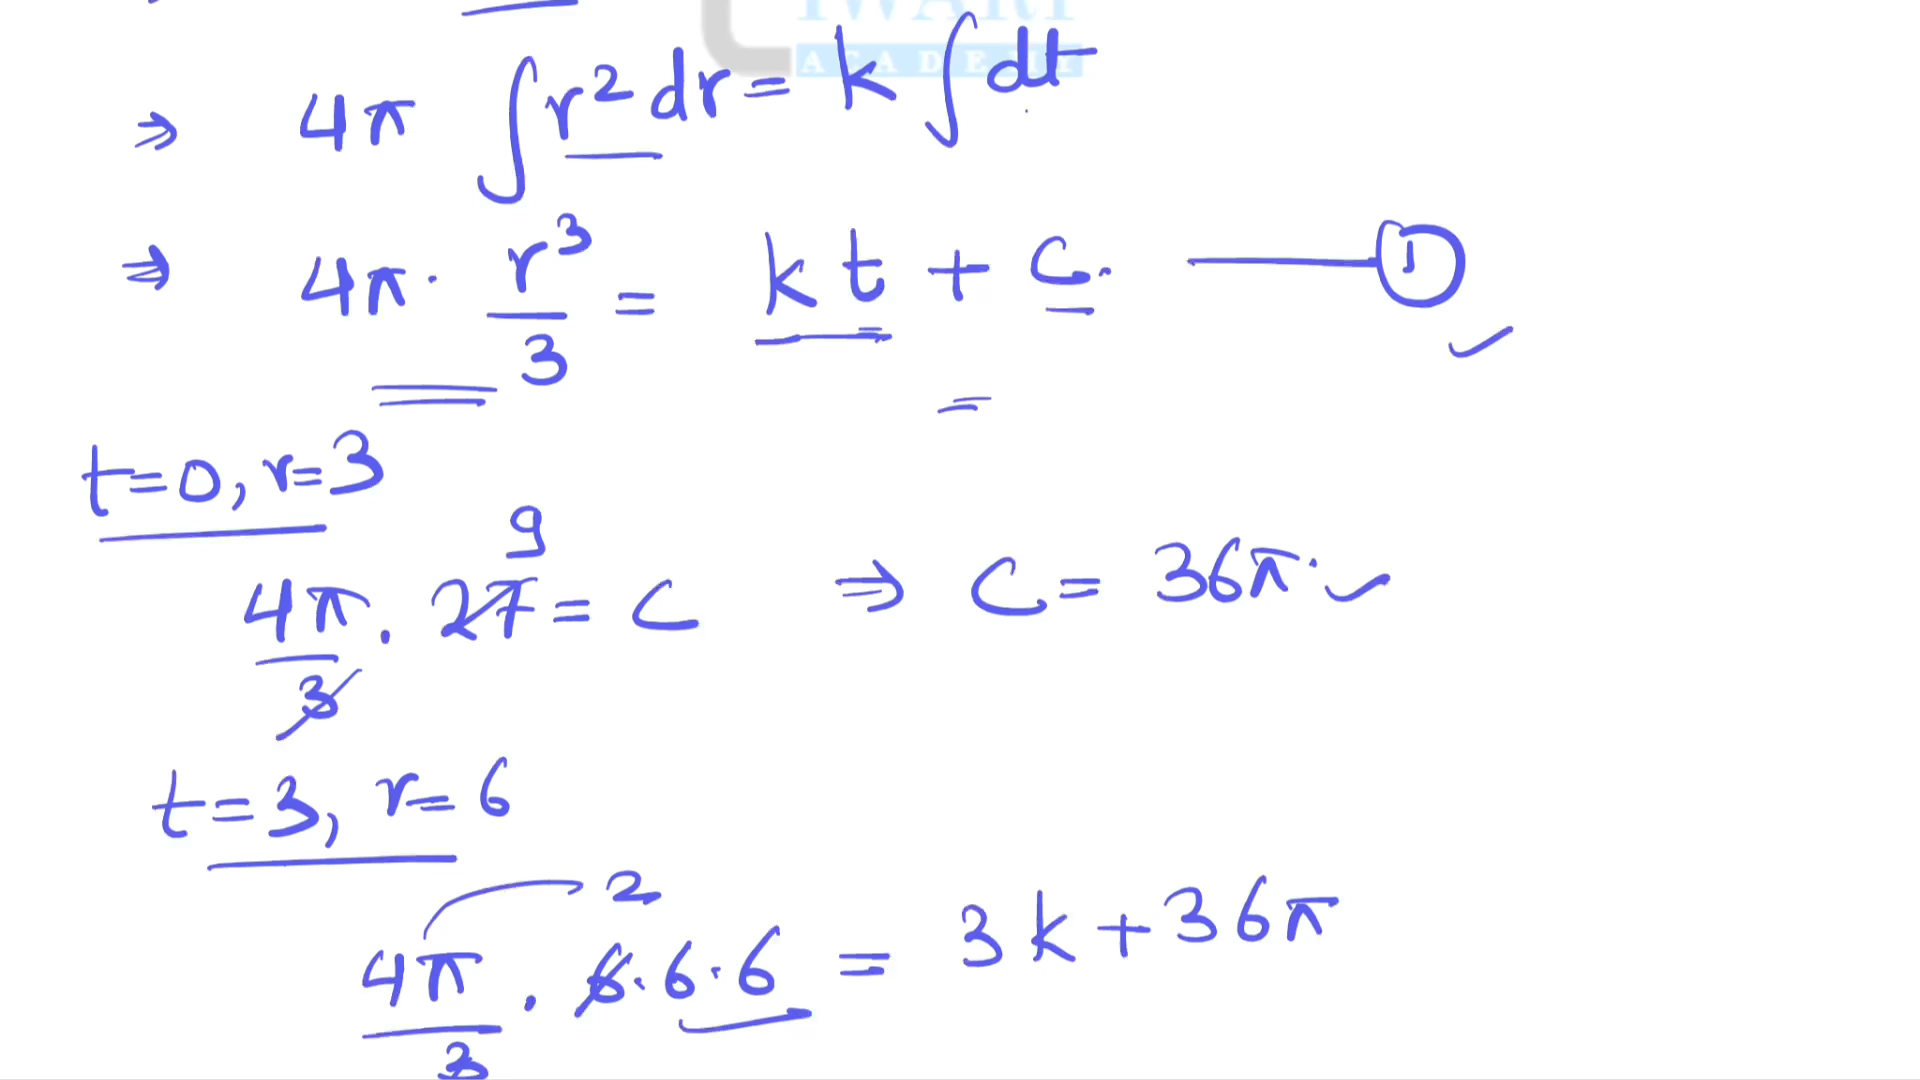 ⇒ 4π ∫r²dr = k∫dt
⇒ 4π · r³/3 = kt + C. ——— ①
t=0, r=3
4π/3 · 27 = C ⇒ C = 36π.
9
t=3, r=6
2
4π/3 · 6·6·6 = 3k+36π
ACADEMY